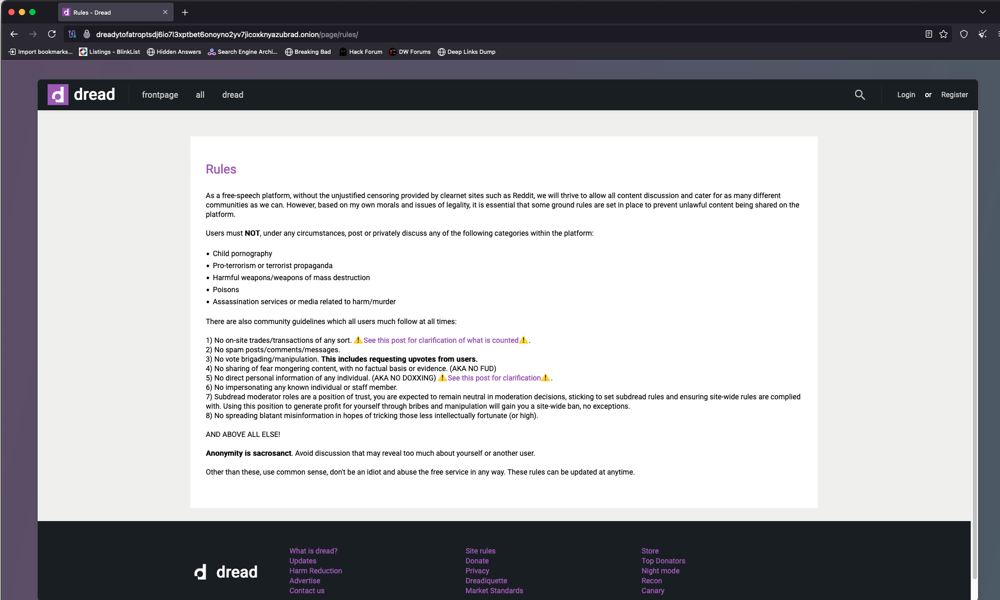 Rules - Dread
dreadytofatroptsdj6io7l3xptbet6onoyno2yv7jicoxknyazubrad.onion/page/rules/
Import bookmarks... Listings - BlinkList Hidden Answers Search Engine Archi... Breaking Bad Hack Forum DW Forums Deep Links Dump
d dread frontpage all dread Login or Register
Rules
As a free-speech platform, without the unjustified censoring provided by clearnet sites such as Reddit, we will thrive to allow all content discussion and cater for as many different
communities as we can. However, based on my own morals and issues of legality, it is essential that some ground rules are set in place to prevent unlawful content being shared on the
platform.
Users must NOT, under any circumstances, post or privately discuss any of the following categories within the platform:
• Child pornography
• Pro-terrorism or terrorist propaganda
• Harmful weapons/weapons of mass destruction
• Poisons
• Assassination services or media related to harm/murder
There are also community guidelines which all users much follow at all times:
1) No on-site trades/transactions of any sort. ⚠️See this post for clarification of what is counted⚠️.
2) No spam posts/comments/messages.
3) No vote brigading/manipulation. This includes requesting upvotes from users.
4) No sharing of fear mongering content, with no factual basis or evidence. (AKA NO FUD)
5) No direct personal information of any individual. (AKA NO DOXXING) ⚠️See this post for clarification⚠️.
6) No impersonating any known individual or staff member.
7) Subdread moderator roles are a position of trust, you are expected to remain neutral in moderation decisions, sticking to set subdread rules and ensuring site-wide rules are complied
with. Using this position to generate profit for yourself through bribes and manipulation will gain you a site-wide ban, no exceptions.
8) No spreading blatant misinformation in hopes of tricking those less intellectually fortunate (or high).
AND ABOVE ALL ELSE!
Anonymity is sacrosanct. Avoid discussion that may reveal too much about yourself or another user.
Other than these, use common sense, don't be an idiot and abuse the free service in any way. These rules can be updated at anytime.
d dread
What is dread?
Updates
Harm Reduction
Advertise
Contact us
Site rules
Donate
Privacy
Dreadiquette
Market Standards
Store
Top Donators
Night mode
Recon
Canary